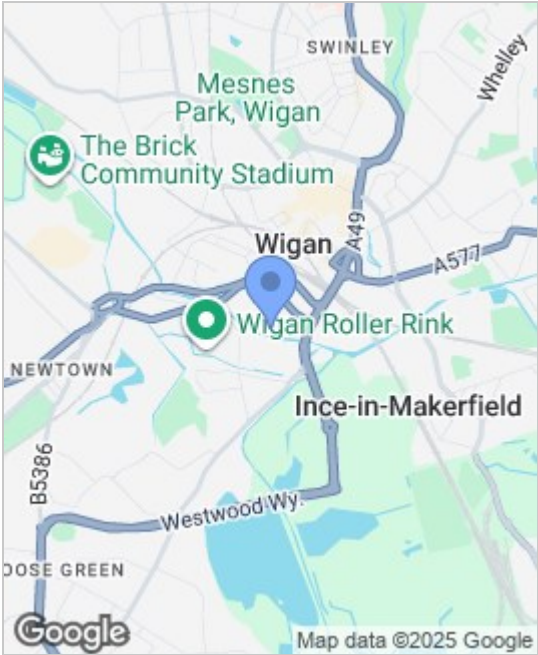 SWINLEY
Whelley
Mesnes
Park, Wigan
The Brick
Community Stadium
Wigan
A49
A577
Wigan Roller Rink
NEWTOWN
Ince-in-Makerfield
B5386
Westwood Wy.
OOSE GREEN
Google
Map data ©2025 Google